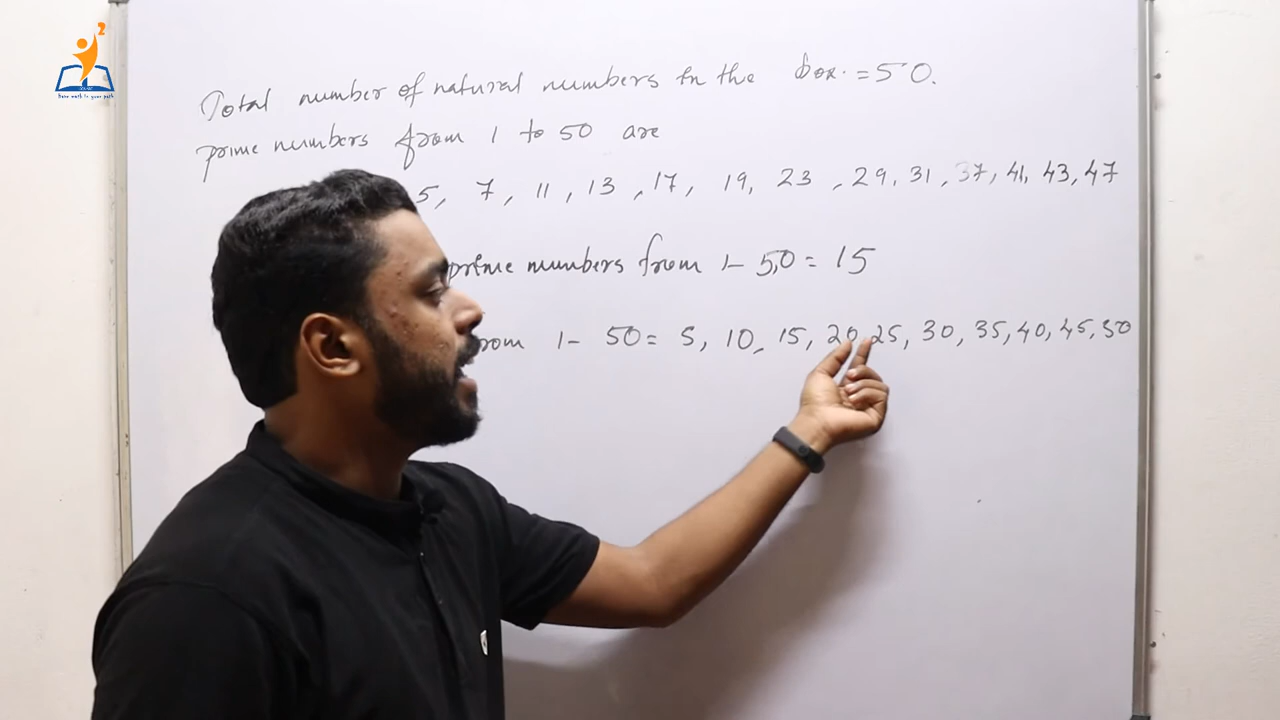 2
Total number of natural numbers in the box. = 50.
prime numbers from 1 to 50 are
5, 7, 11, 13, 17, 19, 23, 29, 31, 37, 41, 43, 47
prime numbers from 1- 50 = 15
from 1- 50 = 5, 10, 15, 20, 25, 30, 35, 40, 45, 50